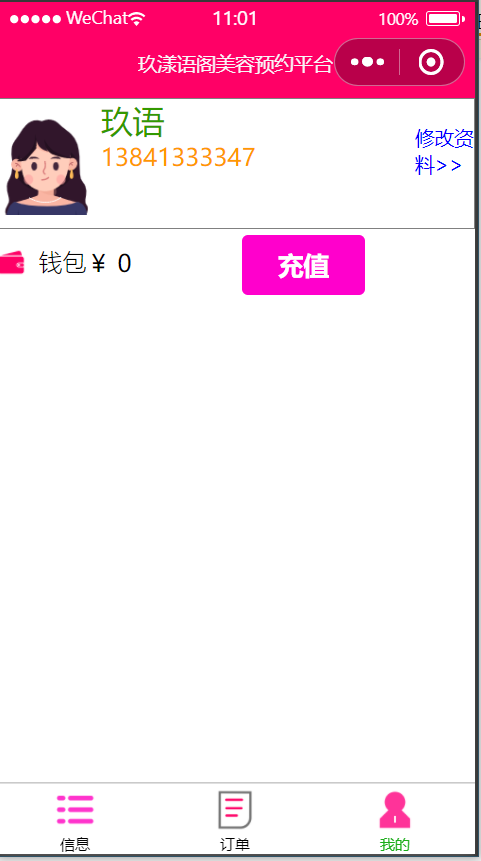 WeChat 11:01 100%
玖漾语阁美容预约平台
玖语
13841333347
修改资
料>>
钱包¥ 0
充值
信息
订单
我的